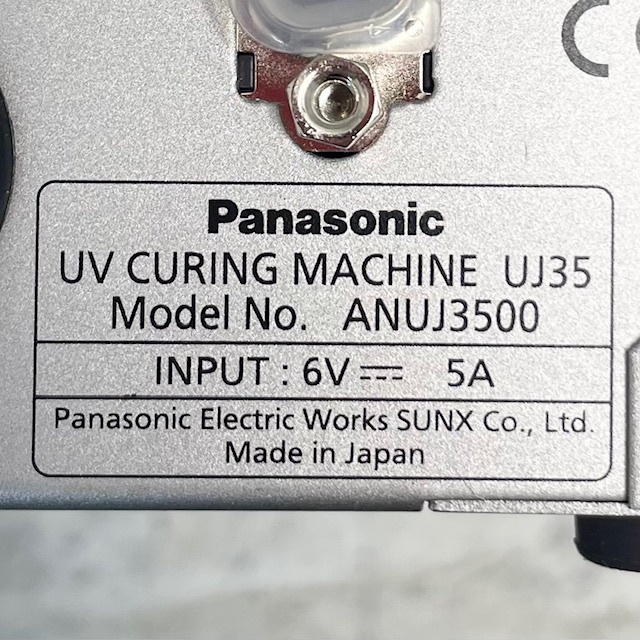 CE
Panasonic
UV CURING MACHINE UJ35
Model No. ANUJ3500
INPUT : 6V ⎓ 5A
Panasonic Electric Works SUNX Co., Ltd.
Made in Japan